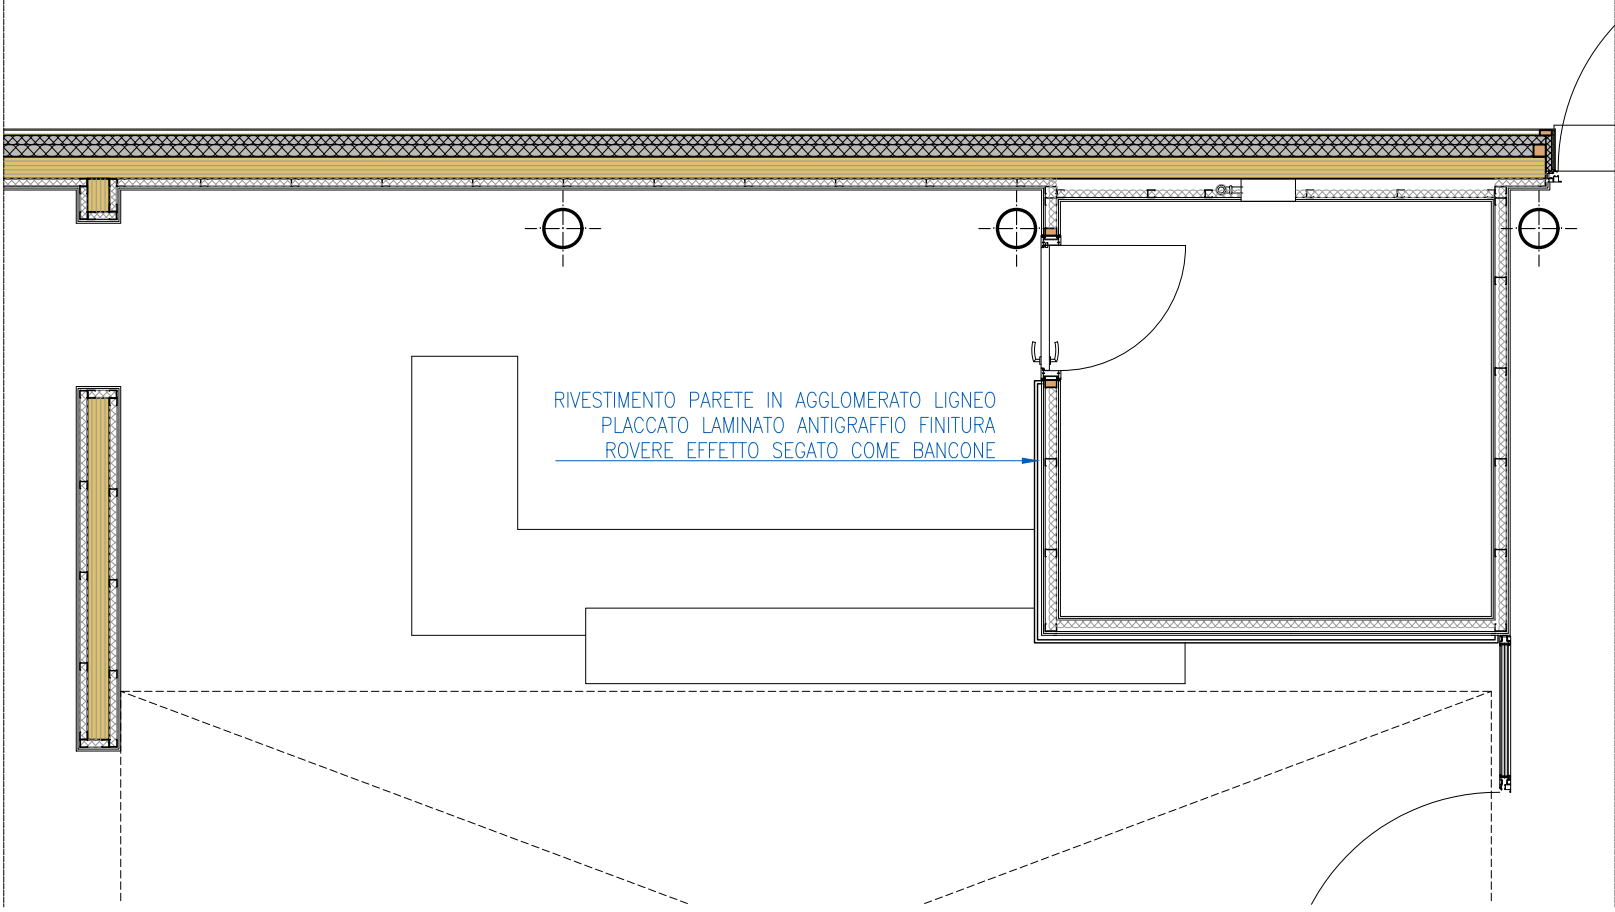 RIVESTIMENTO PARETE IN AGGLOMERATO LIGNEO
PLACCATO LAMINATO ANTIGRAFFIO FINITURA
ROVERE EFFETTO SEGATO COME BANCONE